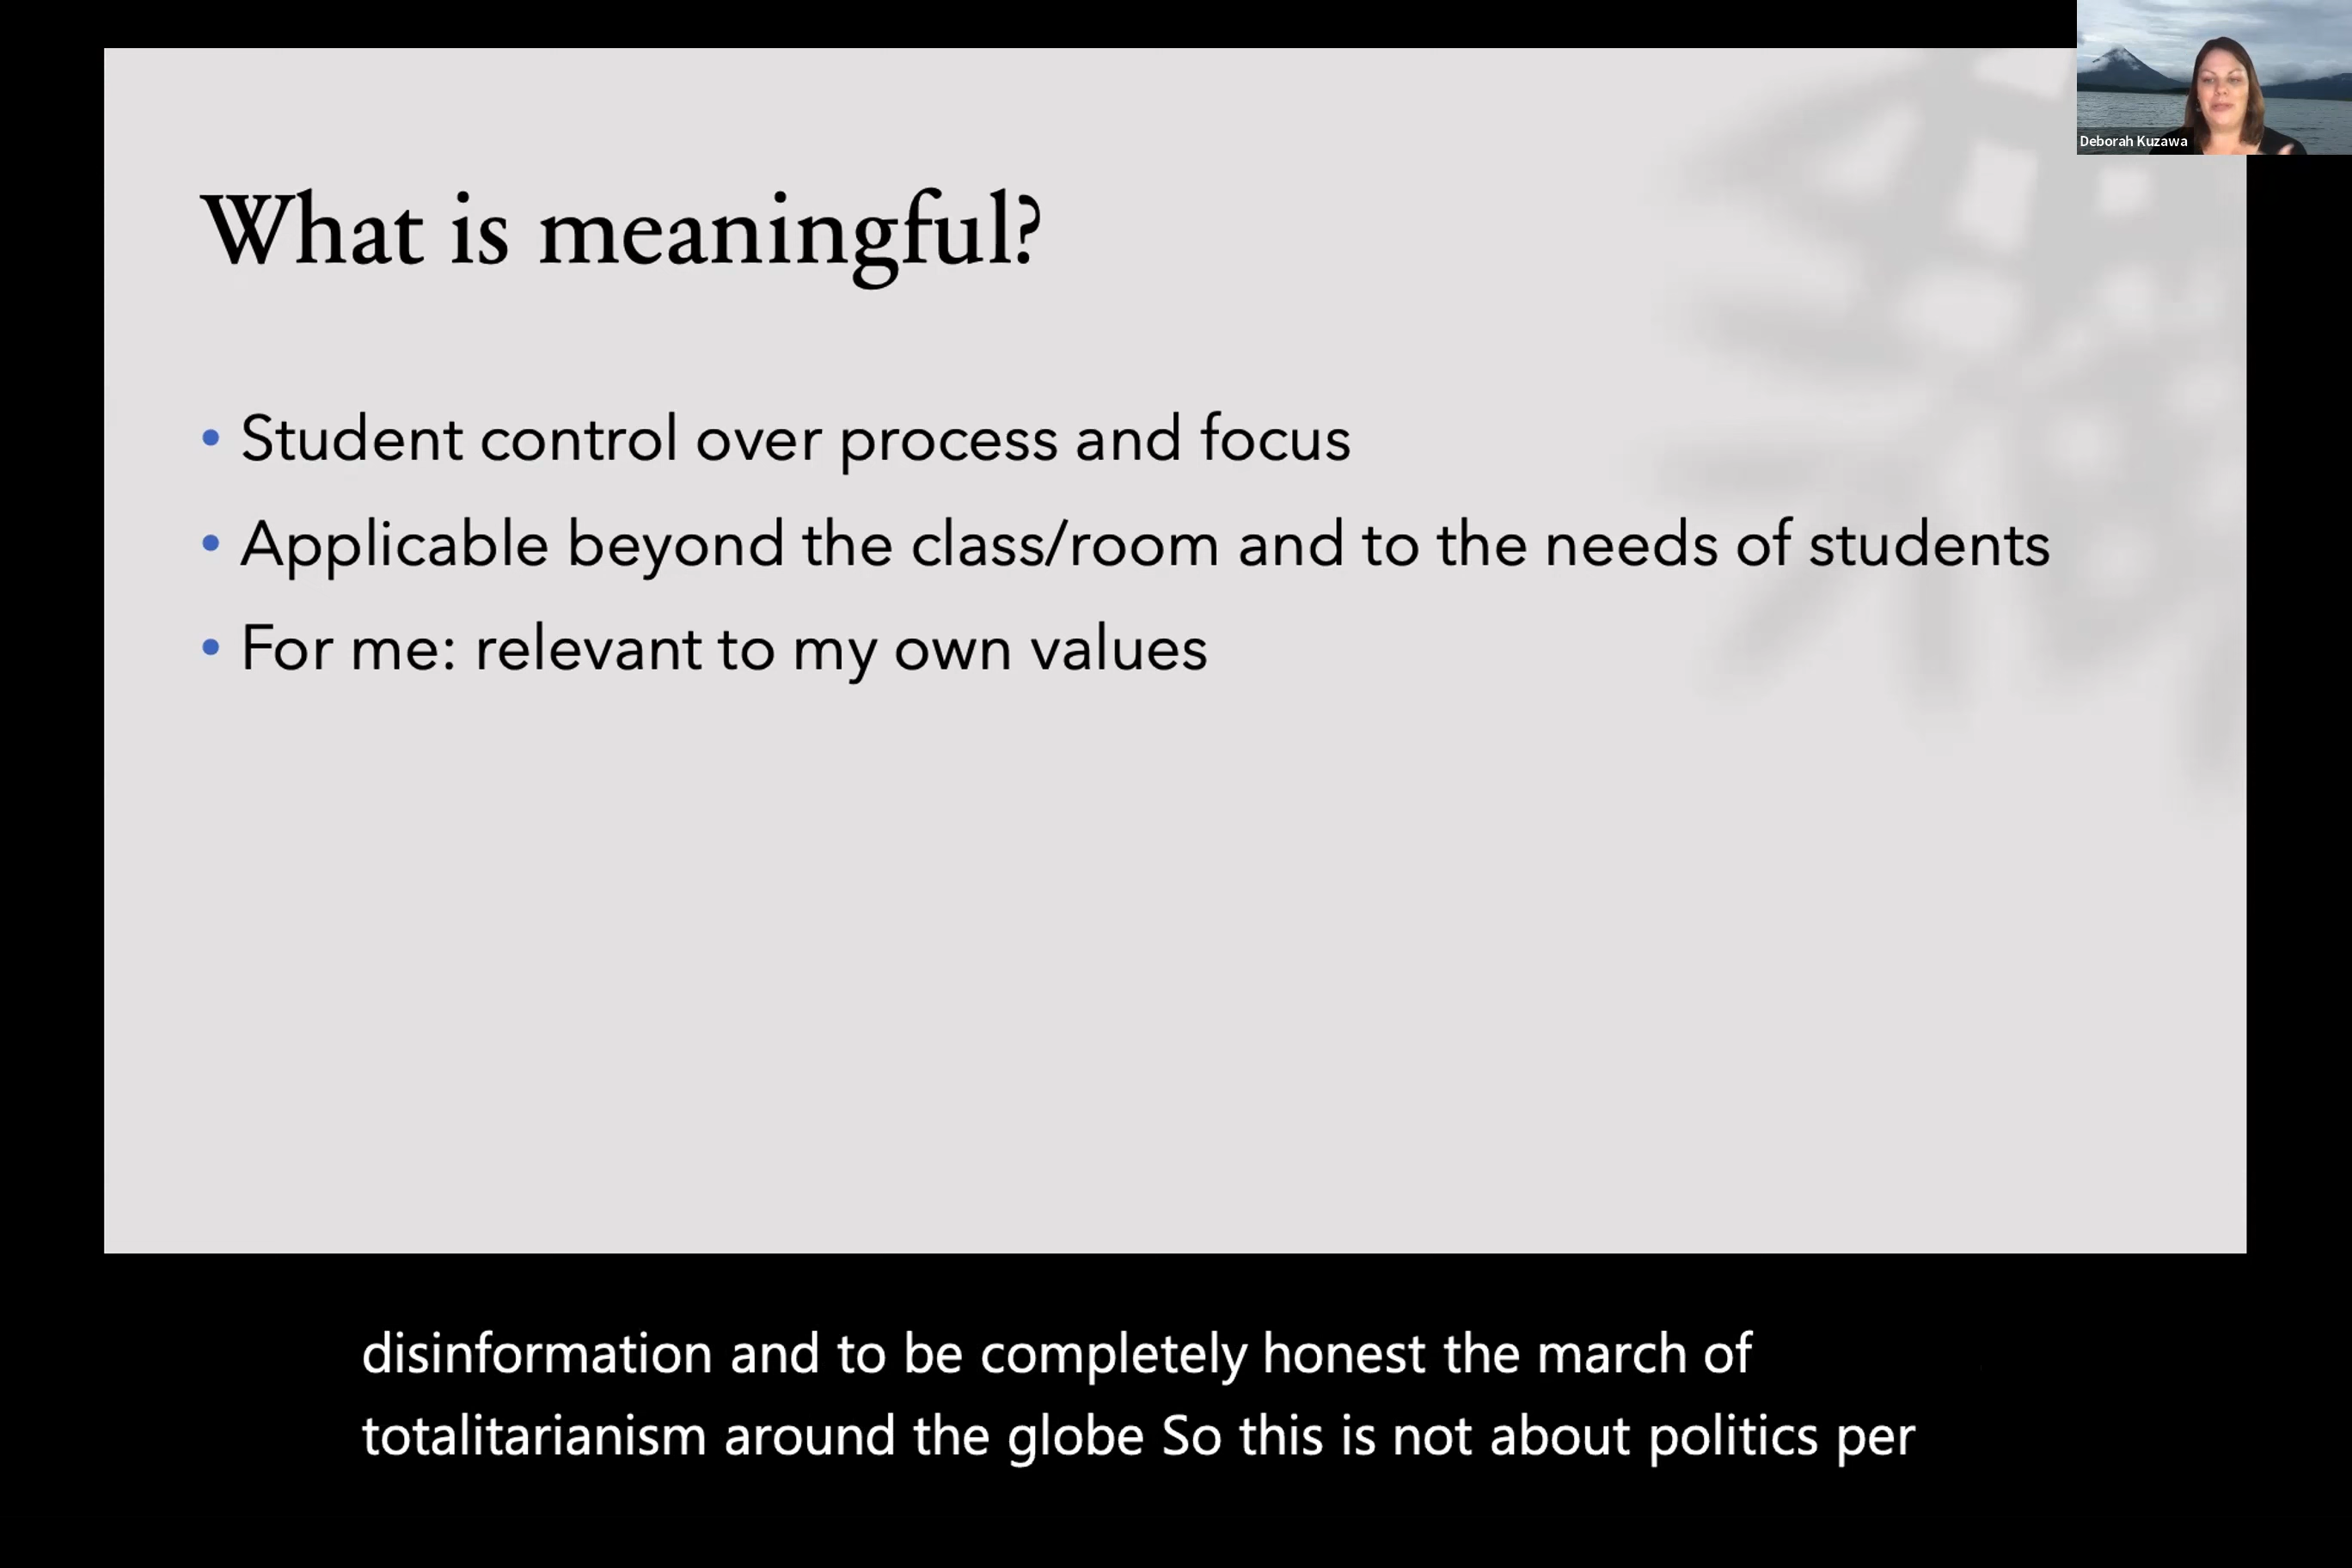 Deborah Kuzawa
What is meaningful?
• Student control over process and focus
• Applicable beyond the class/room and to the needs of students
• For me: relevant to my own values
disinformation and to be completely honest the march of
totalitarianism around the globe So this is not about politics per